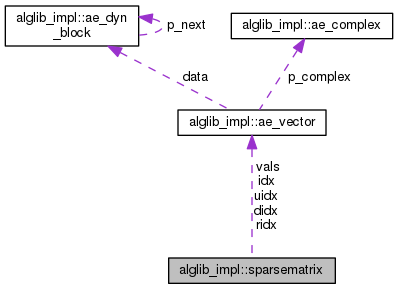 alglib_impl::ae_dyn
_block
p_next
alglib_impl::ae_complex
data
p_complex
alglib_impl::ae_vector
vals
idx
uidx
didx
ridx
alglib_impl::sparsematrix